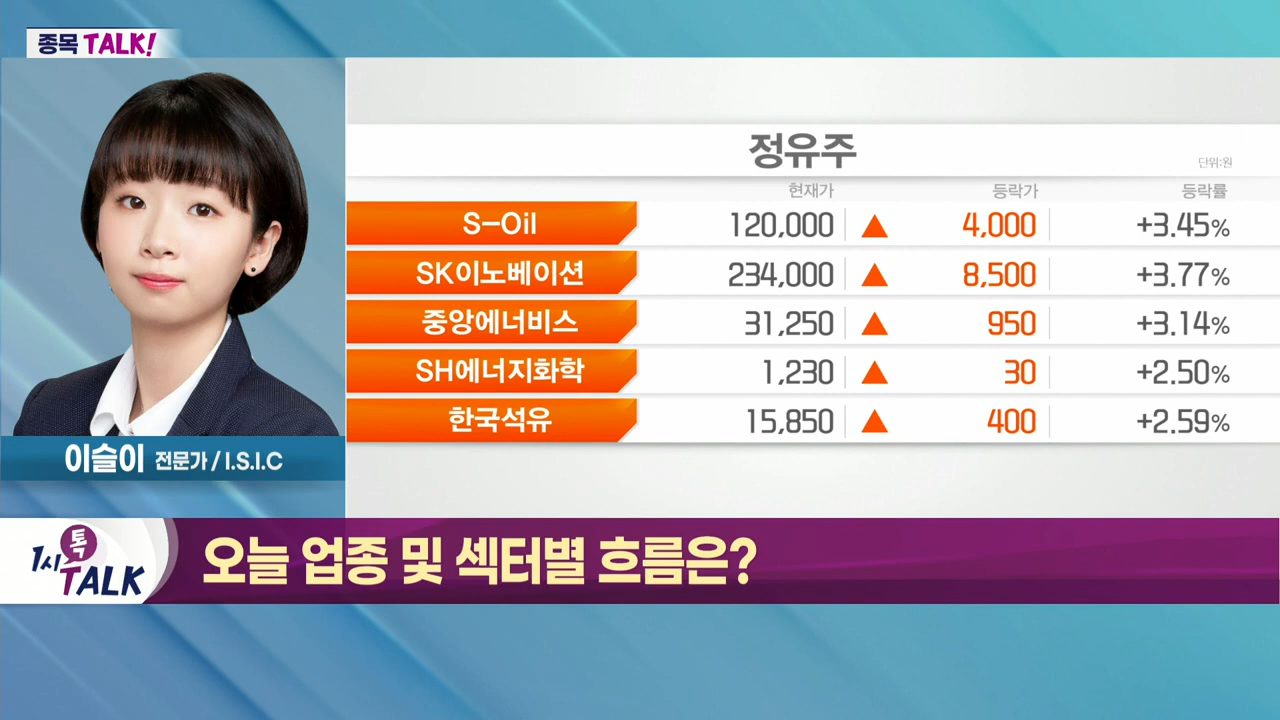 종목 TALK!
정유주
단위:원
현재가 등락가 등락률
S-Oil 120,000 ▲ 4,000 +3.45%
SK이노베이션 234,000 ▲ 8,500 +3.77%
중앙에너비스 31,250 ▲ 950 +3.14%
SH에너지화학 1,230 ▲ 30 +2.50%
한국석유 15,850 ▲ 400 +2.59%
이슬이 전문가 / I.S.I.C
1시 톡 TALK
오늘 업종 및 섹터별 흐름은?